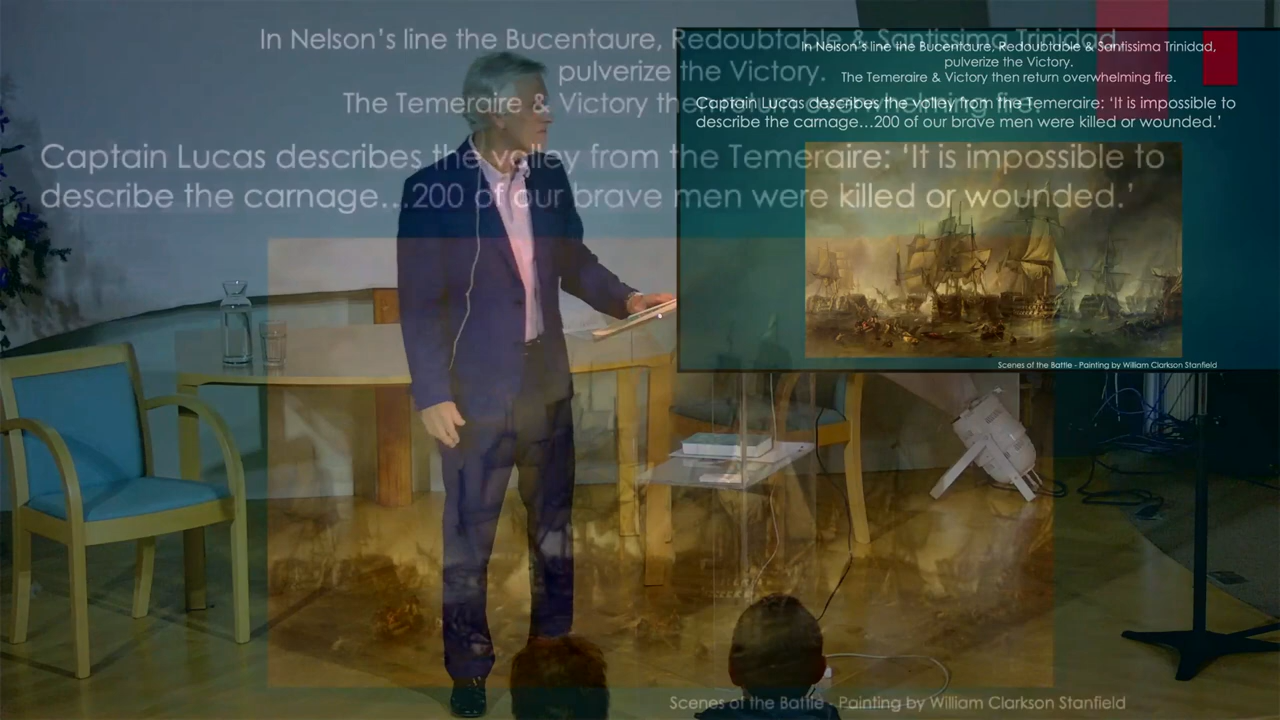 In Nelson's line the Bucentaure, Redoubtable & Santissima Trinidad,
pulverize the Victory.
The Temeraire & Victory then return overwhelming fire.
Captain Lucas describes the volley from the Temeraire: 'It is impossible to
describe the carnage...200 of our brave men were killed or wounded.'
Scenes of the Battle - Painting by William Clarkson Stanfield
In Nelson's line the Bucentaure, Redoubtable & Santissima Trinidad,
pulverize the Victory.
The Temeraire & Victory then return overwhelming fire.
Captain Lucas describes the volley from the Temeraire: 'It is impossible to
describe the carnage...200 of our brave men were killed or wounded.'
Scenes of the Battle - Painting by William Clarkson Stanfield